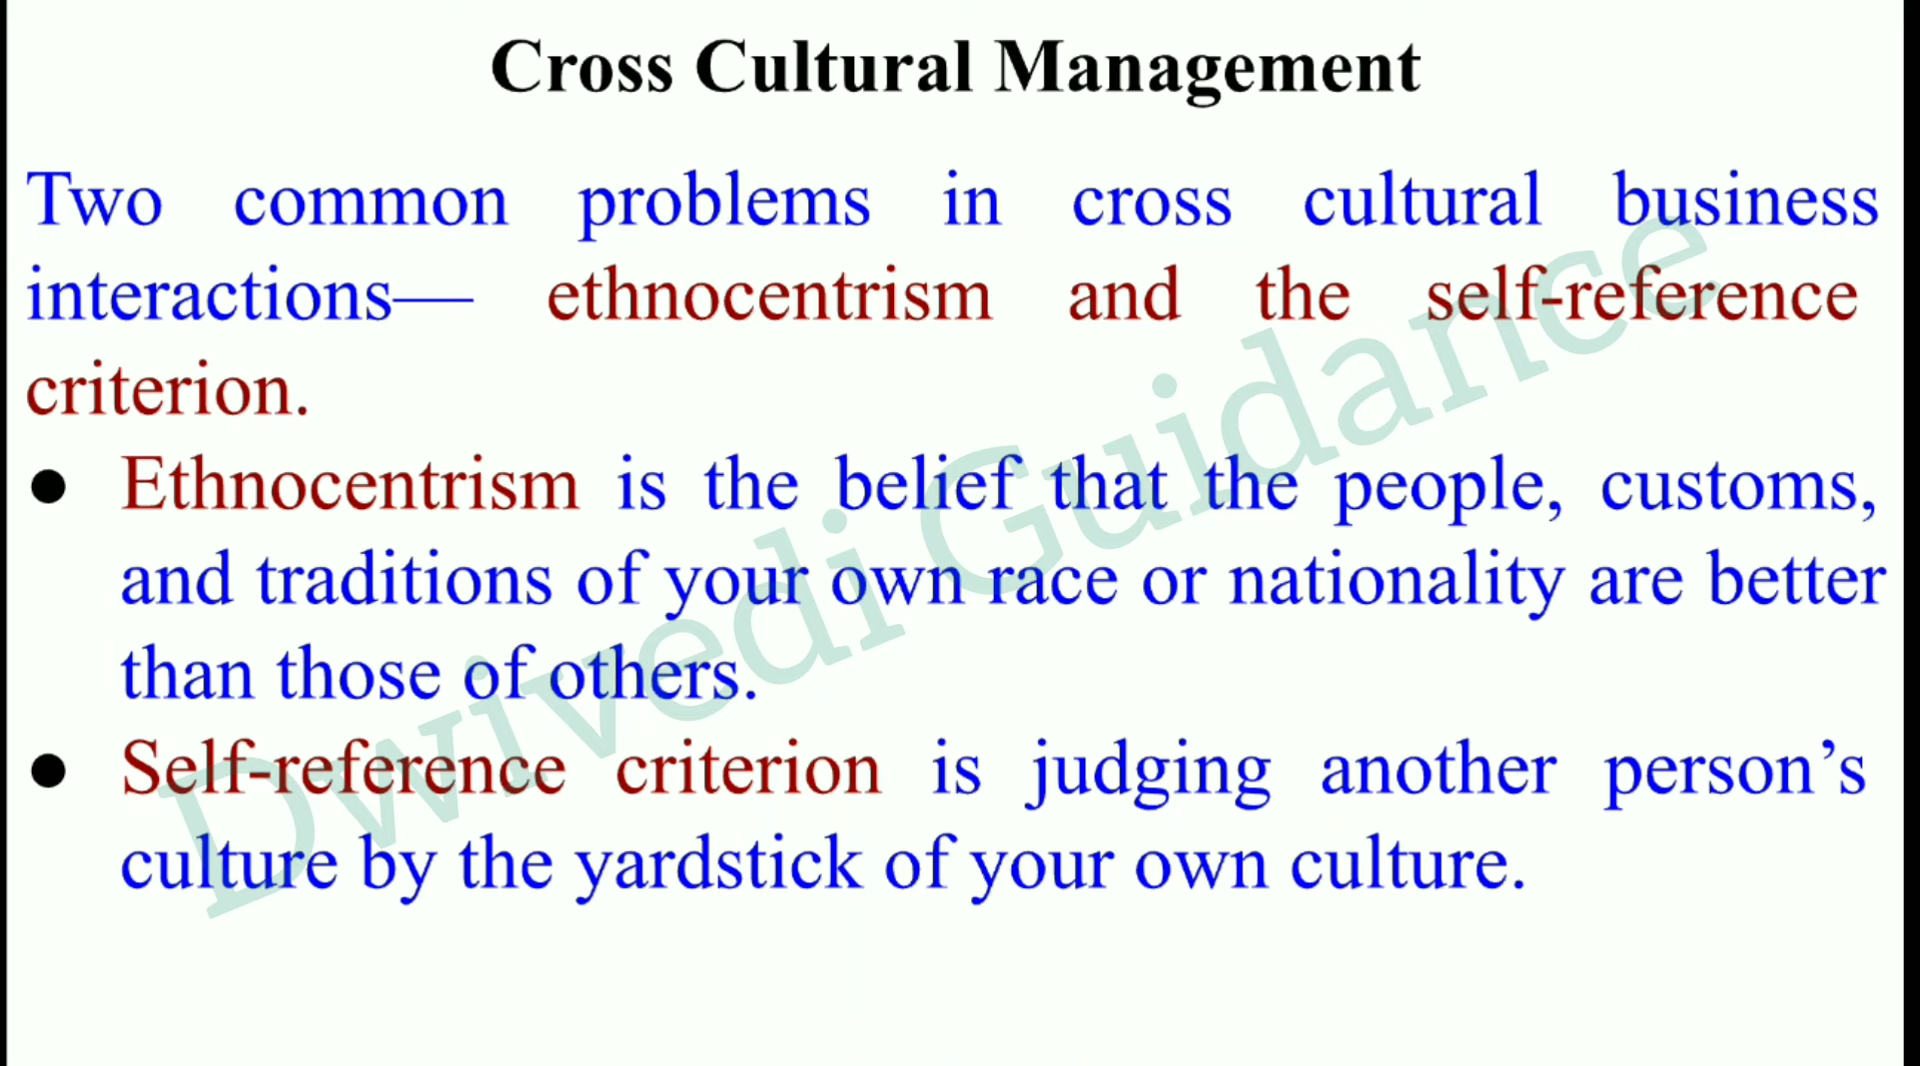 Cross Cultural Management
Two common problems in cross cultural business
interactions— ethnocentrism and the self-reference
criterion.
● Ethnocentrism is the belief that the people, customs,
and traditions of your own race or nationality are better
than those of others.
● Self-reference criterion is judging another person’s
culture by the yardstick of your own culture.
Dwivedi Guidance